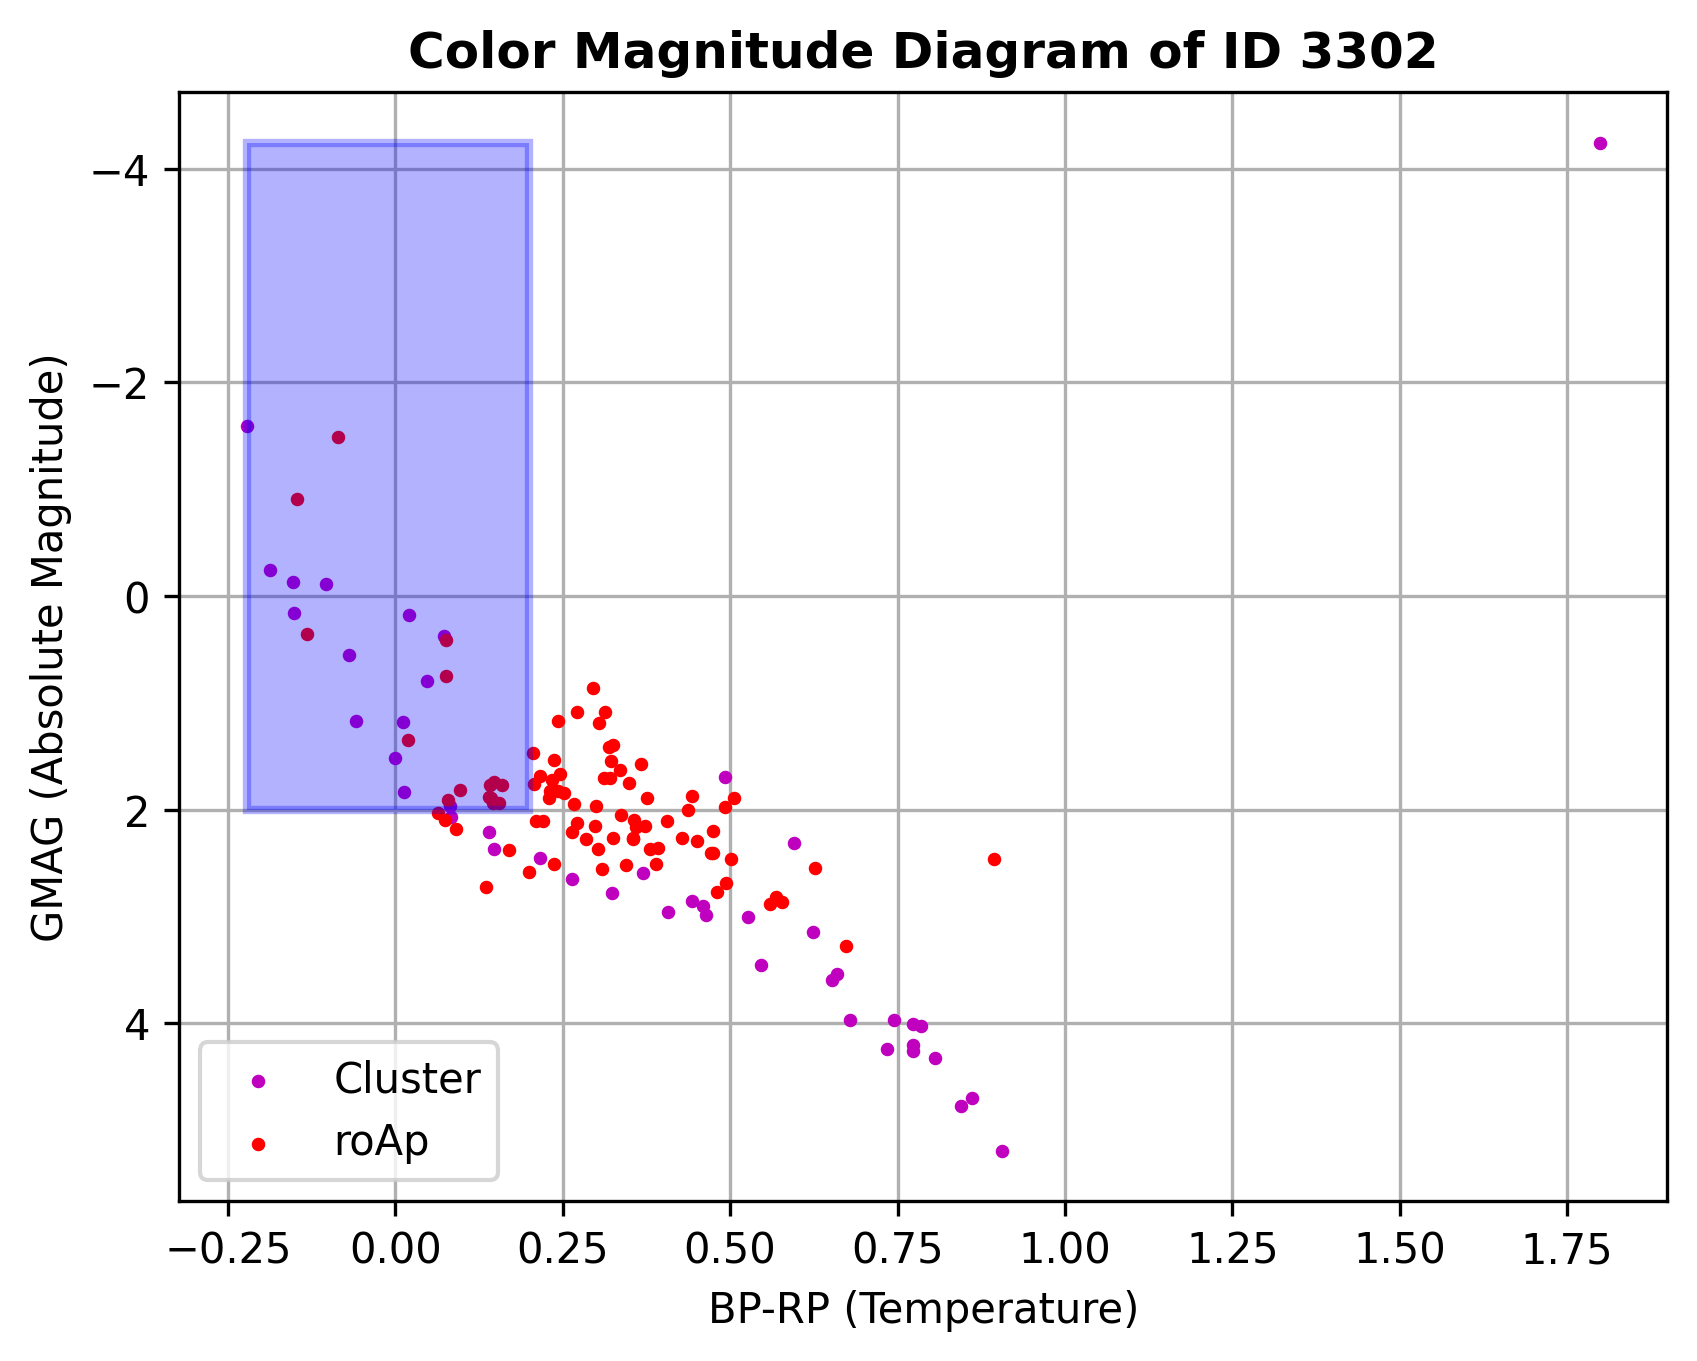 Color Magnitude Diagram of ID 3302
GMAG (Absolute Magnitude)
−4
−2
0
2
4
Cluster
roAp
−0.25 0.00 0.25 0.50 0.75 1.00 1.25 1.50 1.75
BP-RP (Temperature)